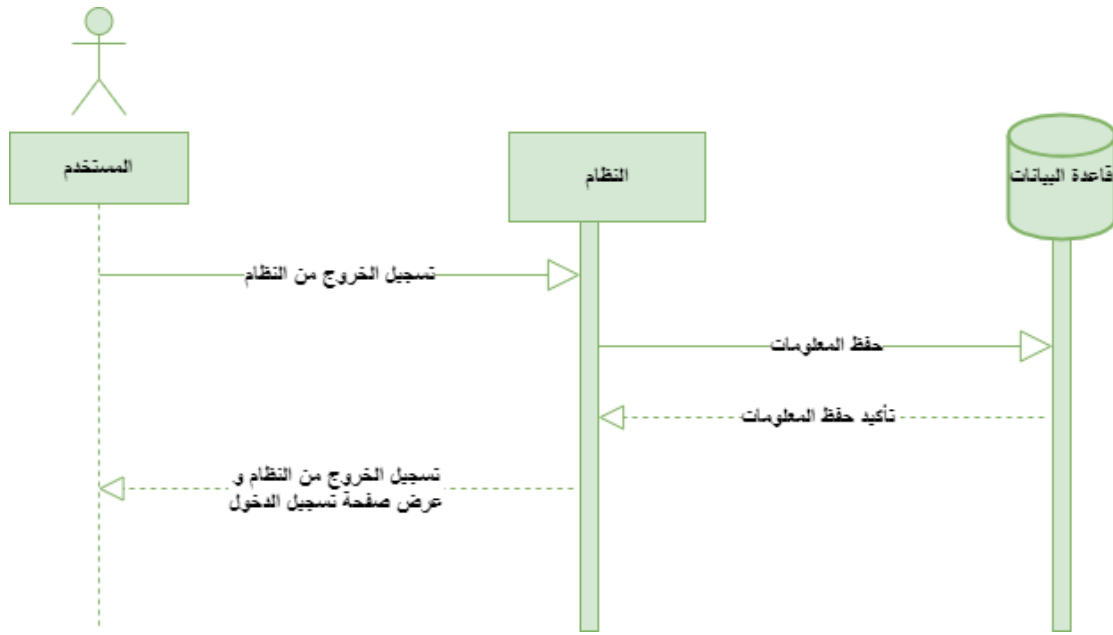 المستخدم
النظام
قاعدة البيانات
تسجيل الخروج من النظام
حفظ المعلومات
تأكيد حفظ المعلومات
تسجيل الخروج من النظام و
عرض صفحة تسجيل الدخول